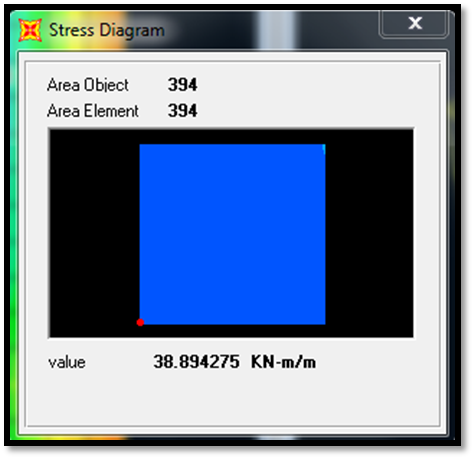 Stress Diagram
Area Object 394
Area Element 394
value 38.894275 KN-m/m